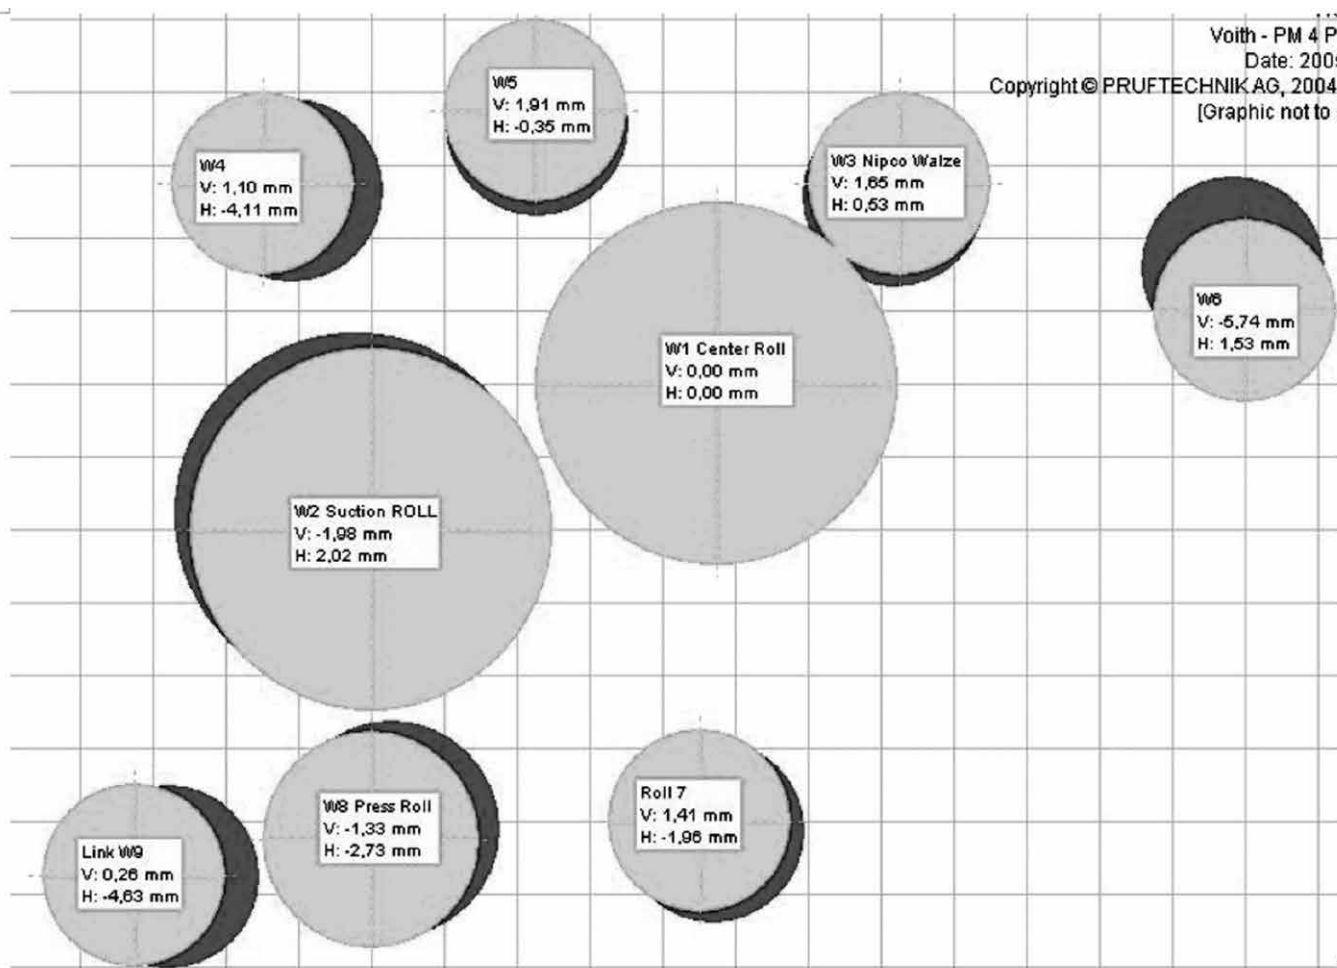 Voith - PM 4 P
Date: 200
Copyright © PRUFTECHNIK AG, 2004
[Graphic not to
W5
V: 1,91 mm
H: -0,35 mm
W4
V: 1,10 mm
H: -4,11 mm
W3 Nipco Walze
V: 1,65 mm
H: 0,53 mm
W6
V: -5,74 mm
H: 1,53 mm
W1 Center Roll
V: 0,00 mm
H: 0,00 mm
W2 Suction ROLL
V: -1,98 mm
H: 2,02 mm
W8 Press Roll
V: -1,33 mm
H: -2,73 mm
Roll 7
V: 1,41 mm
H: -1,96 mm
Link W9
V: 0,26 mm
H: -4,63 mm